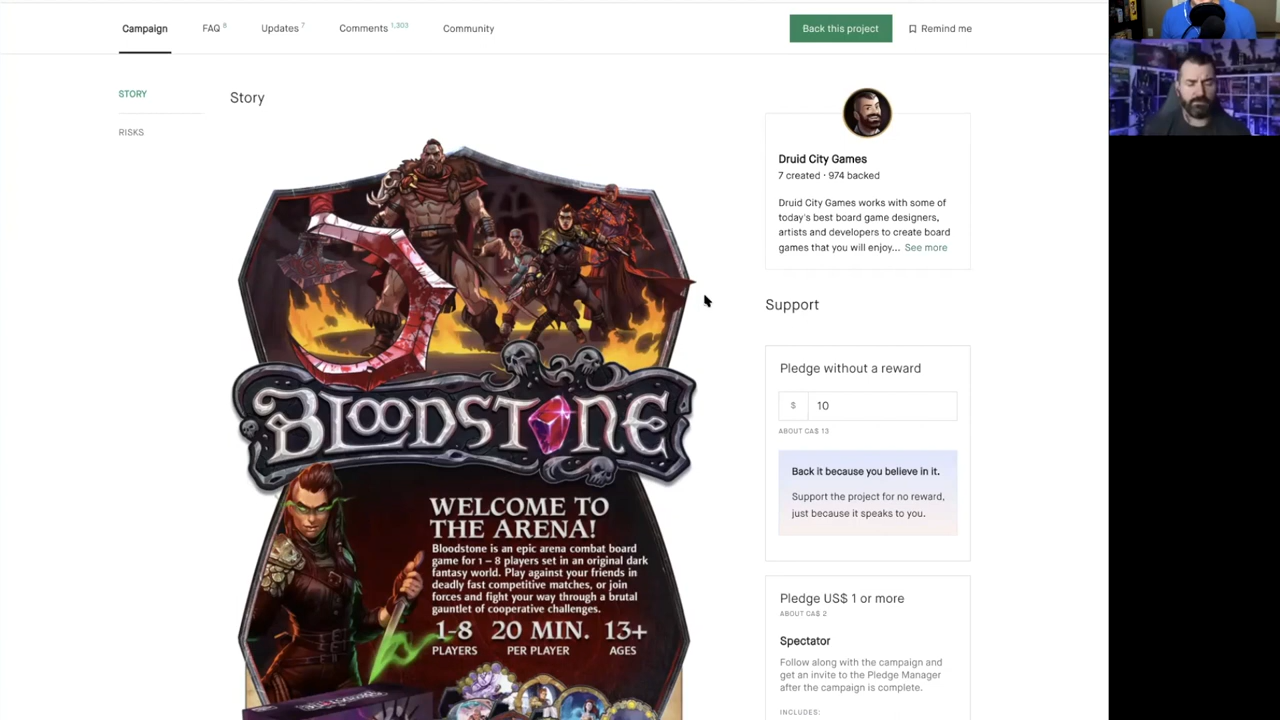 Campaign FAQ 8 Updates 7 Comments 1,303 Community Back this project Remind me
STORY
RISKS
Story
BLOODSTONE
WELCOME TO
THE ARENA!
Bloodstone is an epic arena combat board
game for 1 – 8 players set in an original dark
fantasy world. Play against your friends in
deadly fast competitive matches, or join
forces and fight your way through a brutal
gauntlet of cooperative challenges.
1-8 20 MIN. 13+
PLAYERS PER PLAYER AGES
Druid City Games
7 created · 974 backed
Druid City Games works with some of
today's best board game designers,
artists and developers to create board
games that you will enjoy... See more
Support
Pledge without a reward
$ 10
ABOUT CA$ 13
Back it because you believe in it.
Support the project for no reward,
just because it speaks to you.
Pledge US$ 1 or more
ABOUT CA$ 2
Spectator
Follow along with the campaign and
get an invite to the Pledge Manager
after the campaign is complete.
INCLUDES: